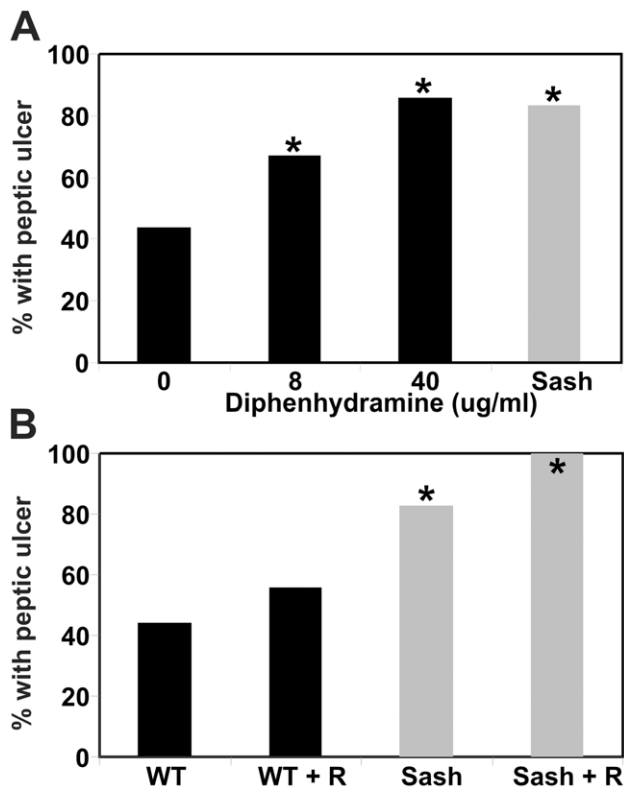 A
% with peptic ulcer
100
80
60
40
20
0
*
*
*
0 8 40 Sash
Diphenhydramine (ug/ml)
B
% with peptic ulcer
100
80
60
40
20
0
*
*
WT WT + R Sash Sash + R